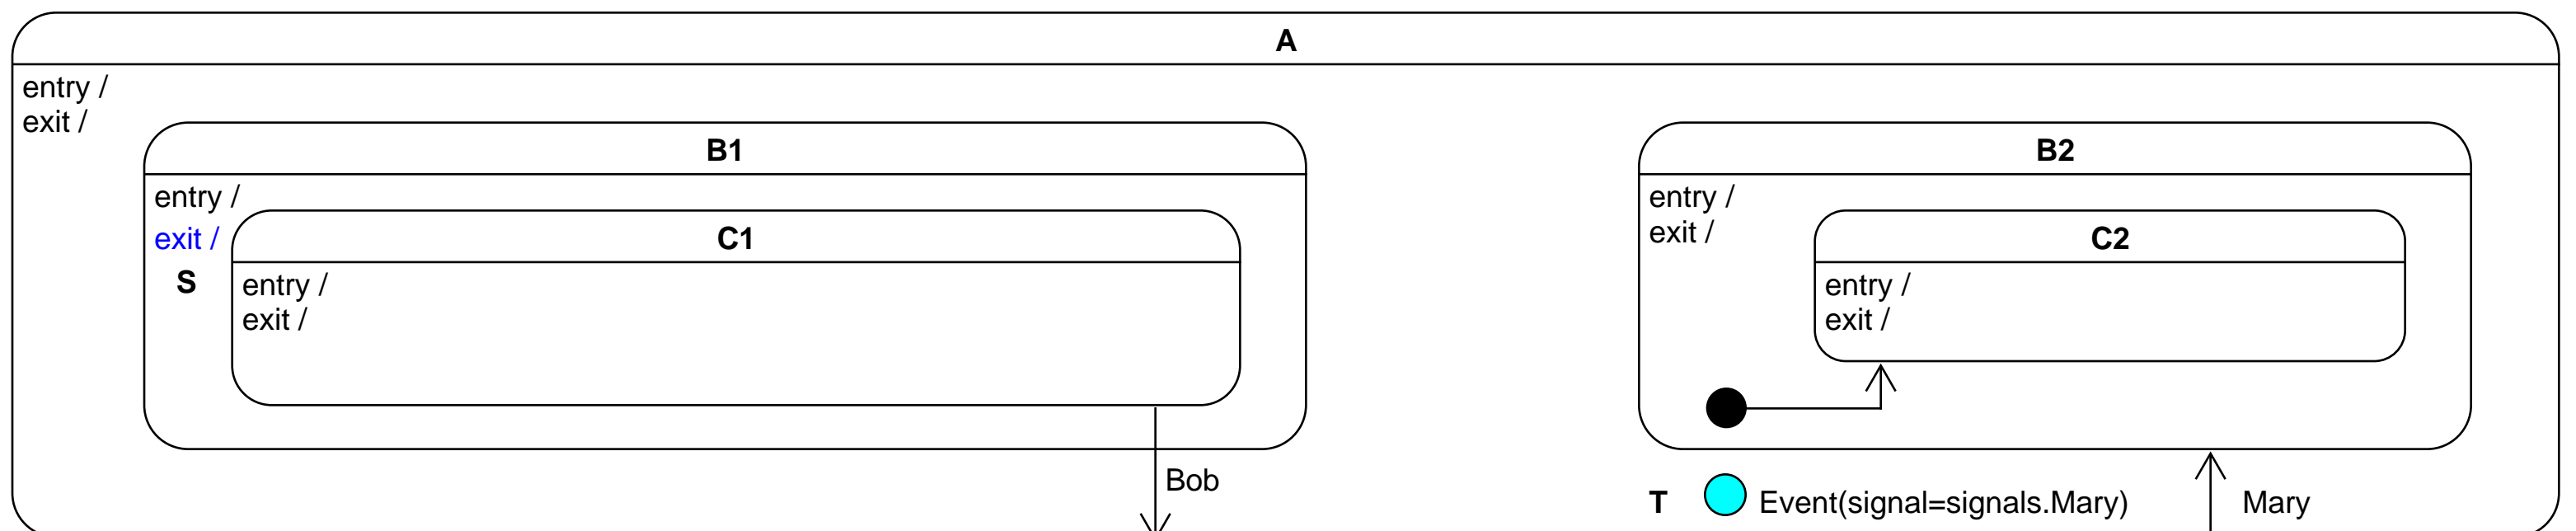 A
entry /
exit /
B1
entry /
exit /
S
C1
entry /
exit /
Bob
B2
entry /
exit /
C2
entry /
exit /
T
Event(signal=signals.Mary)
Mary